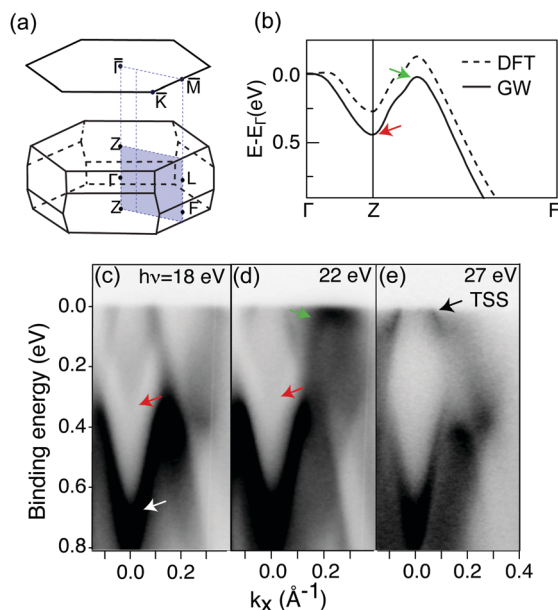 (a)
Γ̅
M̅
K̅
Z
Γ
L
Z
F
(b)
0.0
0.5
E-EΓ(eV)
DFT
GW
Γ
Z
F
(c) hν=18 eV
(d) 22 eV
(e) 27 eV
TSS
0.0
0.2
0.4
0.6
0.8
Binding energy (eV)
0.0 0.2 0.0 0.2 0.0 0.2 0.4
kx (Å-1)